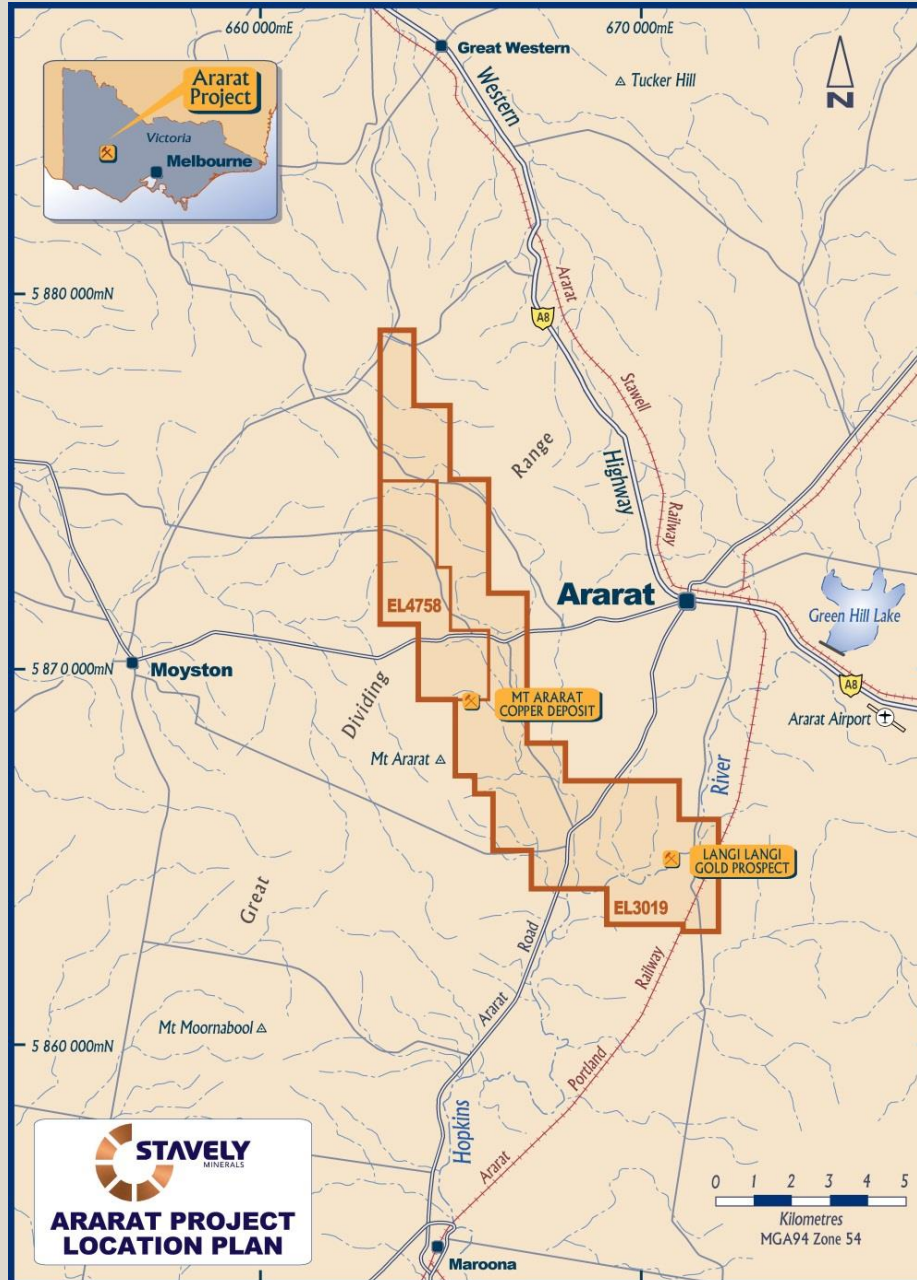 660 000mE
670 000mE
Great Western
Tucker Hill
N
Ararat
Project
Victoria
Melbourne
Western
Highway
A8
5 880 000mN
Ararat
Stawell
Railway
Range
Dividing
Great
EL4758
Ararat
Green Hill Lake
5 870 000mN
Moyston
MT ARARAT
COPPER DEPOSIT
A8
Ararat Airport
Mt Ararat
River
LANGI LANGI
GOLD PROSPECT
EL3019
Ararat
Road
Ararat
Portland
Railway
Mt Moornabool
5 860 000mN
Hopkins
STAVELY
MINERALS
ARARAT PROJECT
LOCATION PLAN
Maroona
0 1 2 3 4 5
Kilometres
MGA94 Zone 54